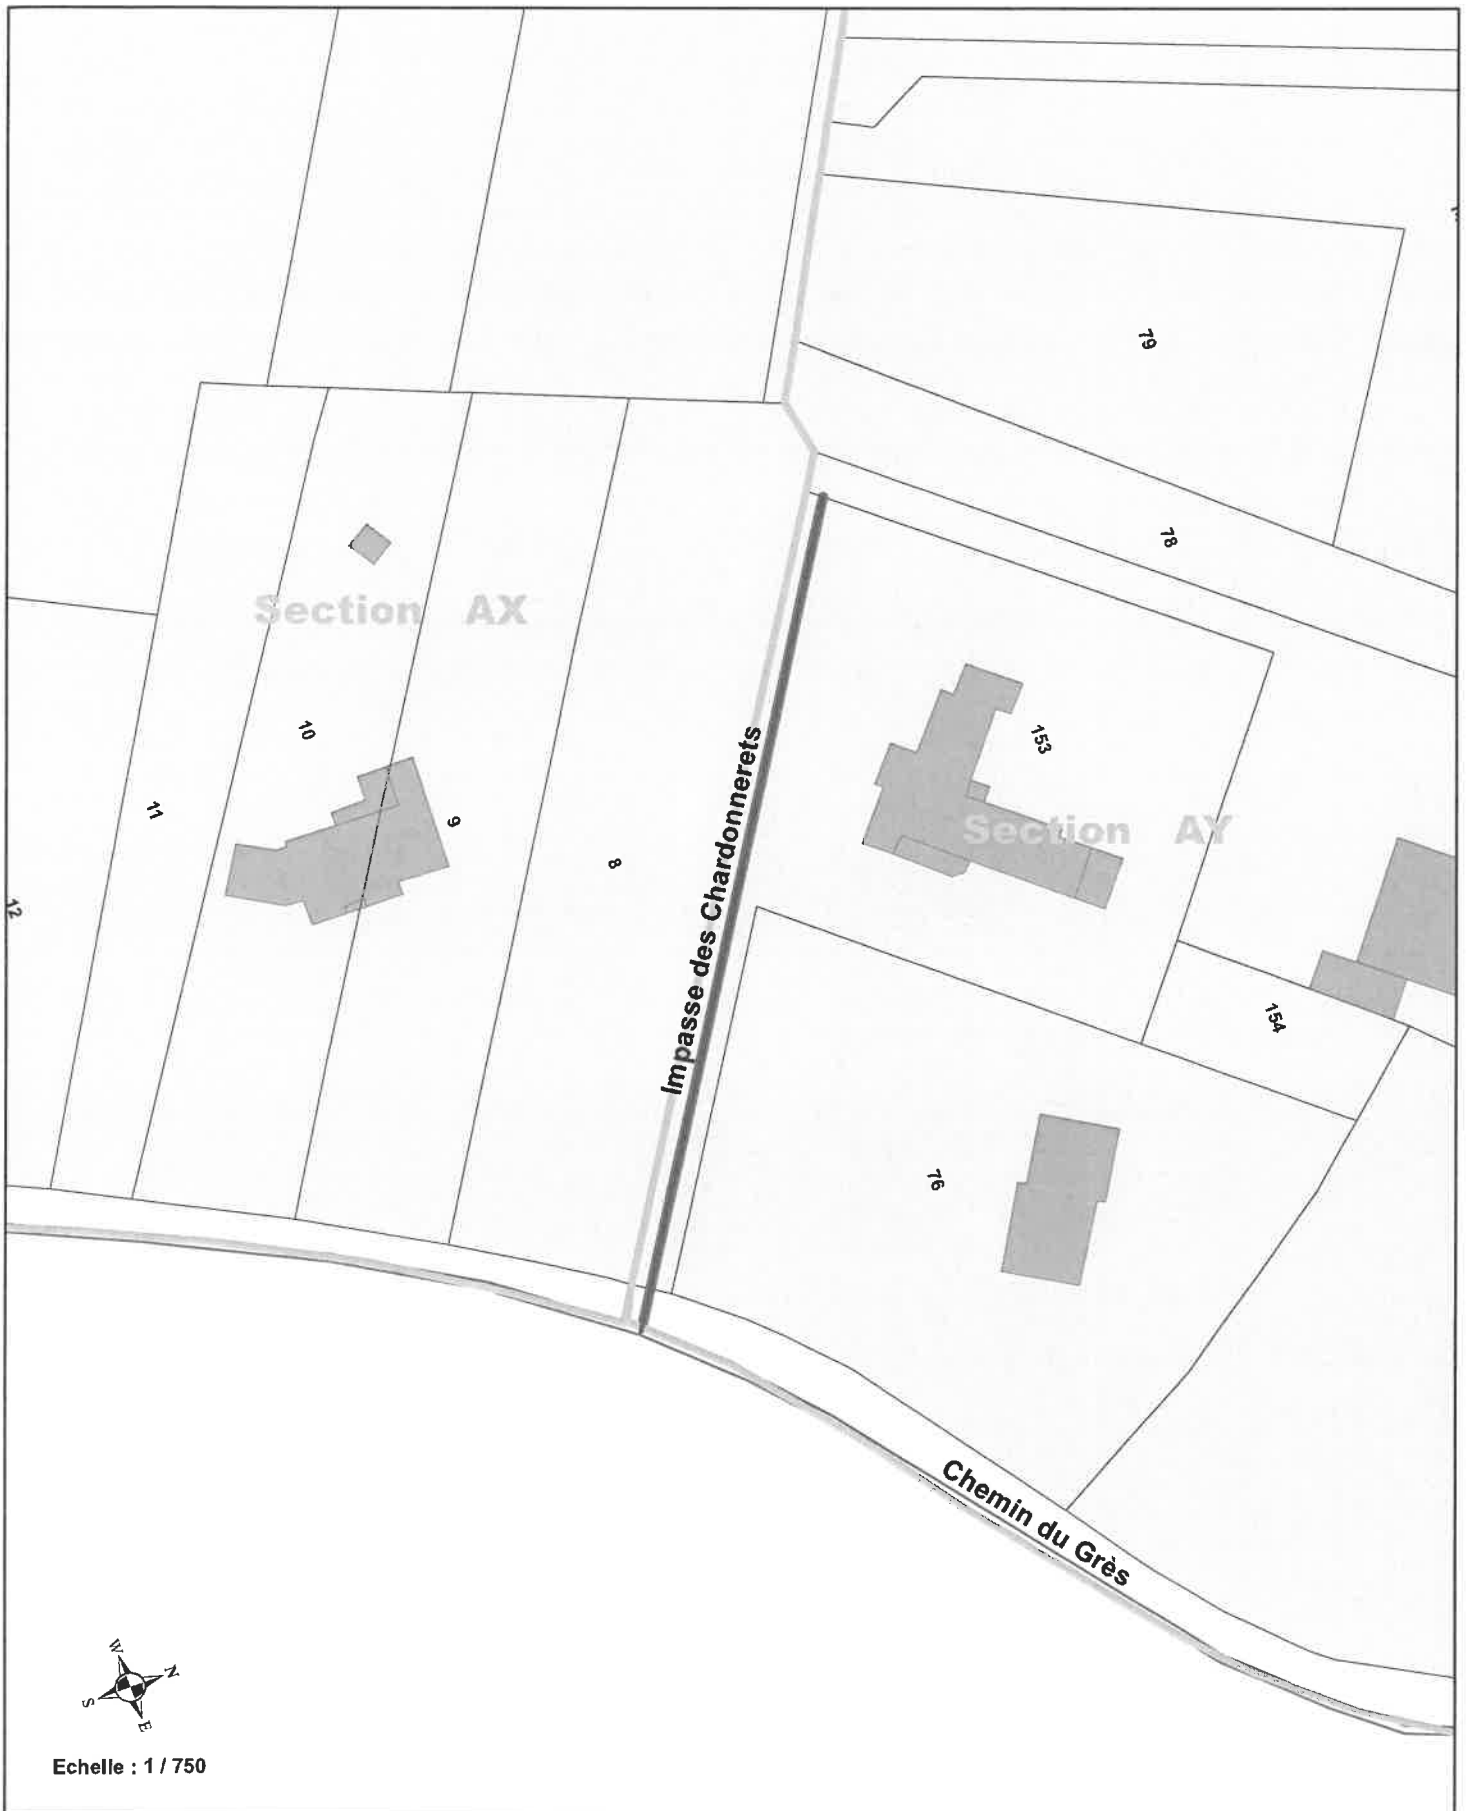 79
78
Section AX
153
10
11
9
Section AY
8
12
Impasse des Chardonnerets
154
76
Chemin du Grès
W
N
S
E
Echelle : 1 / 750